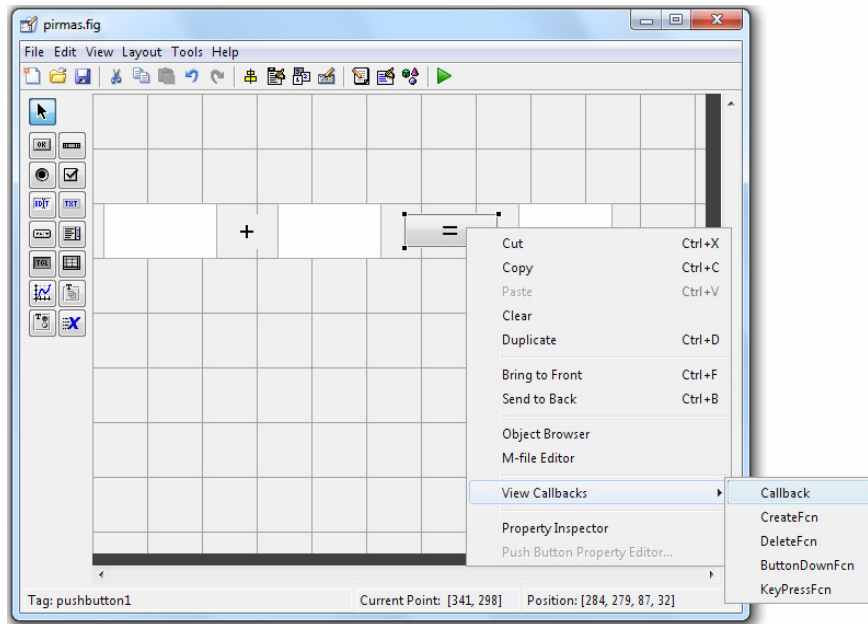 pirmas.fig
File Edit View Layout Tools Help
OK
EDIT TXT
TGL
+
=
Cut Ctrl+X
Copy Ctrl+C
Paste Ctrl+V
Clear
Duplicate Ctrl+D
Bring to Front Ctrl+F
Send to Back Ctrl+B
Object Browser
M-file Editor
View Callbacks
Callback
CreateFcn
Property Inspector
DeleteFcn
Push Button Property Editor...
ButtonDownFcn
KeyPressFcn
Tag: pushbutton1 Current Point: [341, 298] Position: [284, 279, 87, 32]